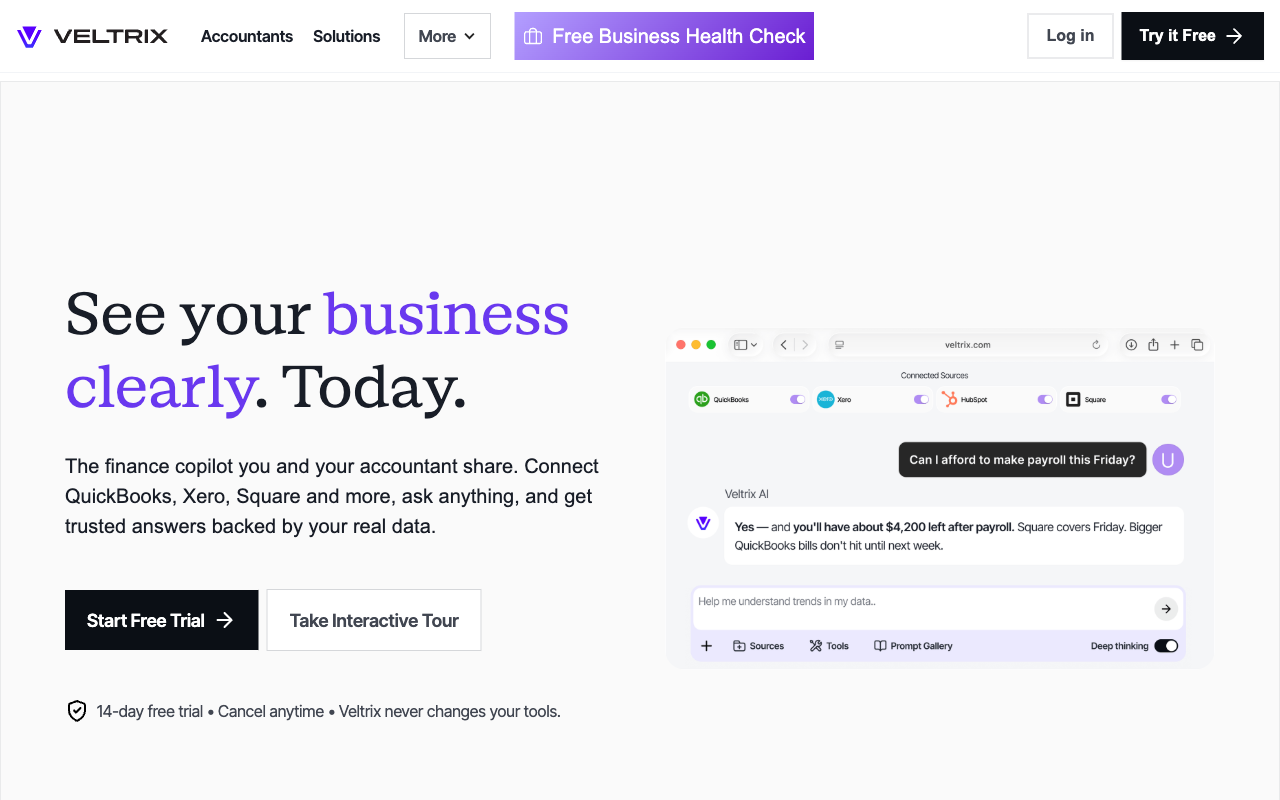 VELTRIX
Accountants
Solutions
More
Free Business Health Check
Log in
Try it Free
See your business
clearly. Today.
The finance copilot you and your accountant share. Connect
QuickBooks, Xero, Square and more, ask anything, and get
trusted answers backed by your real data.
Start Free Trial
Take Interactive Tour
14-day free trial • Cancel anytime • Veltrix never changes your tools.
veltrix.com
Connected Sources
qb QuickBooks
xero Xero
HubSpot
Square
Can I afford to make payroll this Friday?
U
Veltrix AI
Yes — and you'll have about $4,200 left after payroll. Square covers Friday. Bigger
QuickBooks bills don't hit until next week.
Help me understand trends in my data..
Sources
Tools
Prompt Gallery
Deep thinking